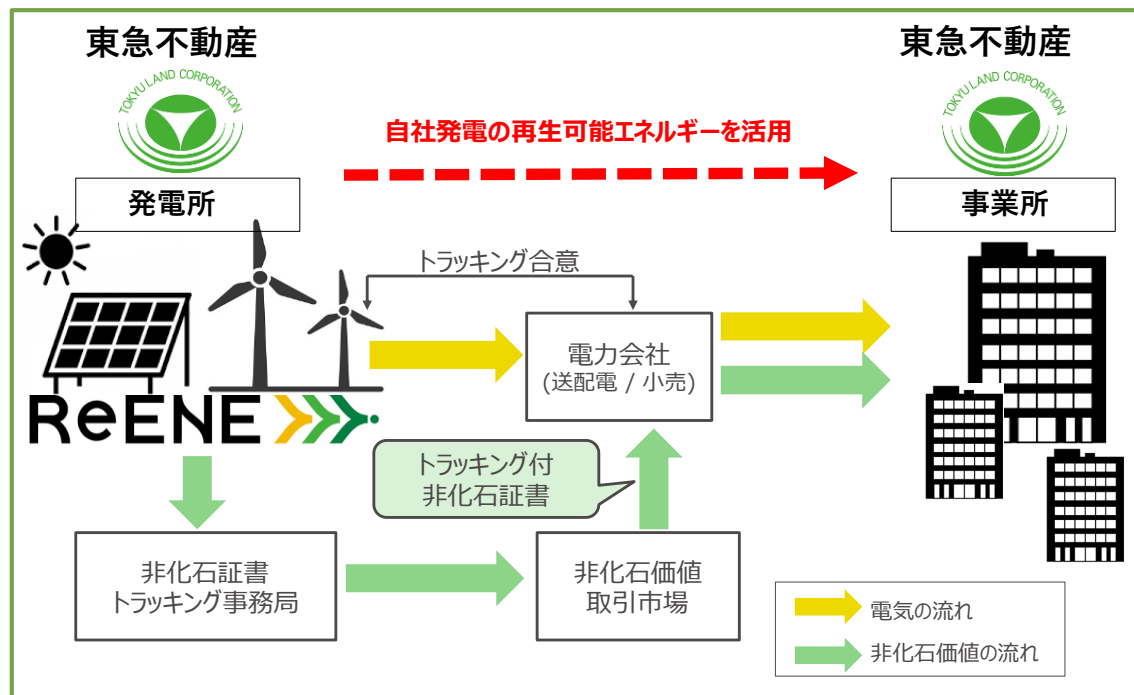 東急不動産
TOKYU LAND CORPORATION
発電所
自社発電の再生可能エネルギーを活用
東急不動産
TOKYU LAND CORPORATION
事業所
トラッキング合意
電力会社
(送配電 / 小売)
ReENE
トラッキング付
非化石証書
非化石証書
トラッキング事務局
非化石価値
取引市場
電気の流れ
非化石価値の流れ